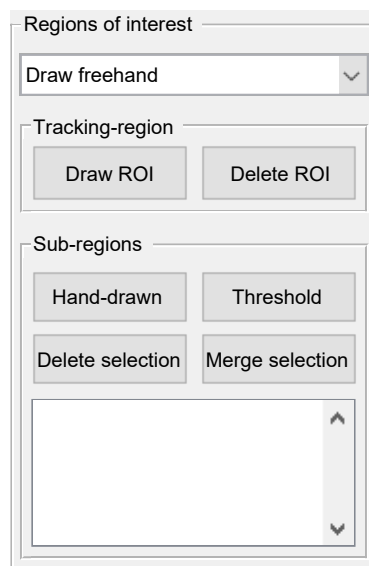 Regions of interest
Draw freehand
Tracking-region
Draw ROI Delete ROI
Sub-regions
Hand-drawn Threshold
Delete selection Merge selection